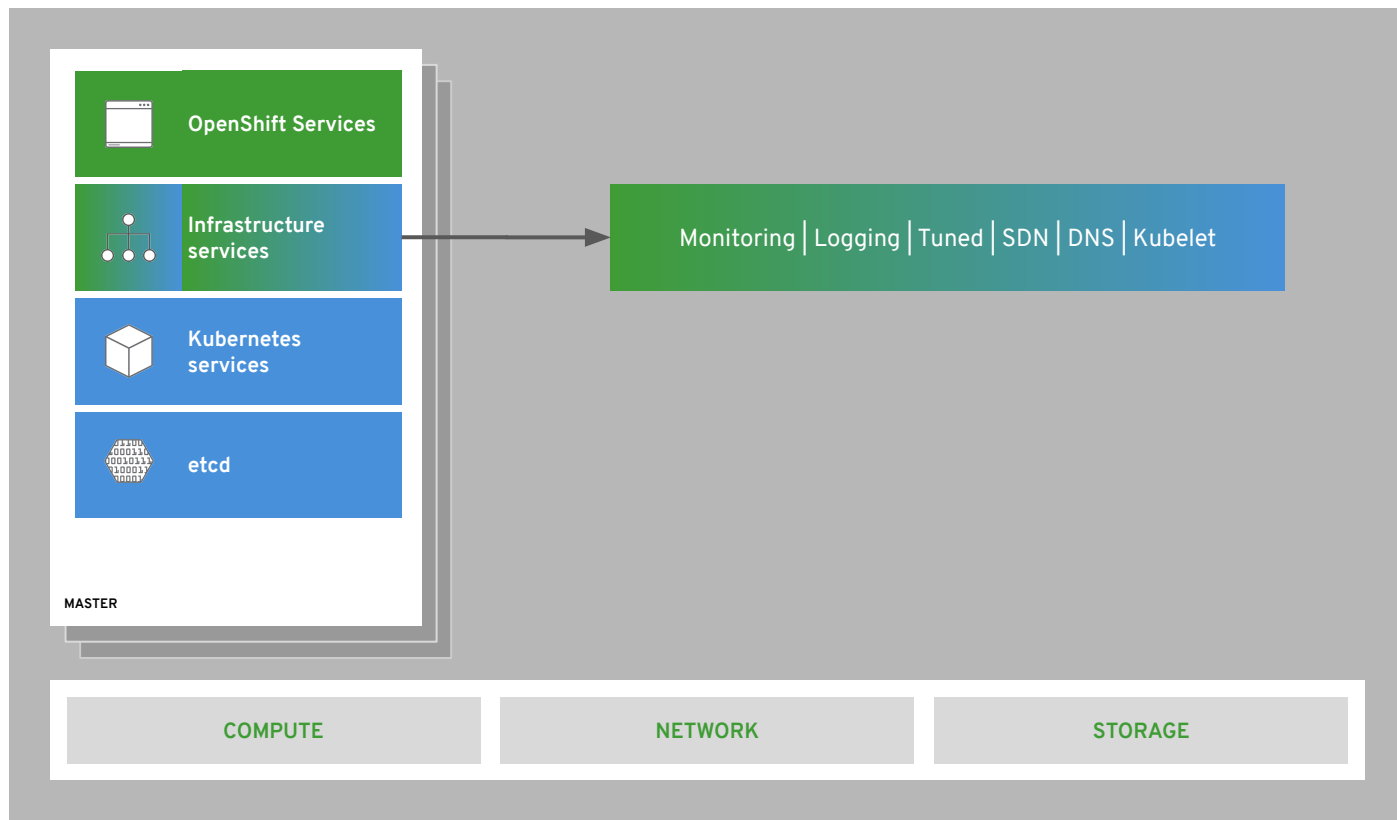 OpenShift Services
Infrastructure
services
Monitoring | Logging | Tuned | SDN | DNS | Kubelet
Kubernetes
services
etcd
MASTER
COMPUTE
NETWORK
STORAGE